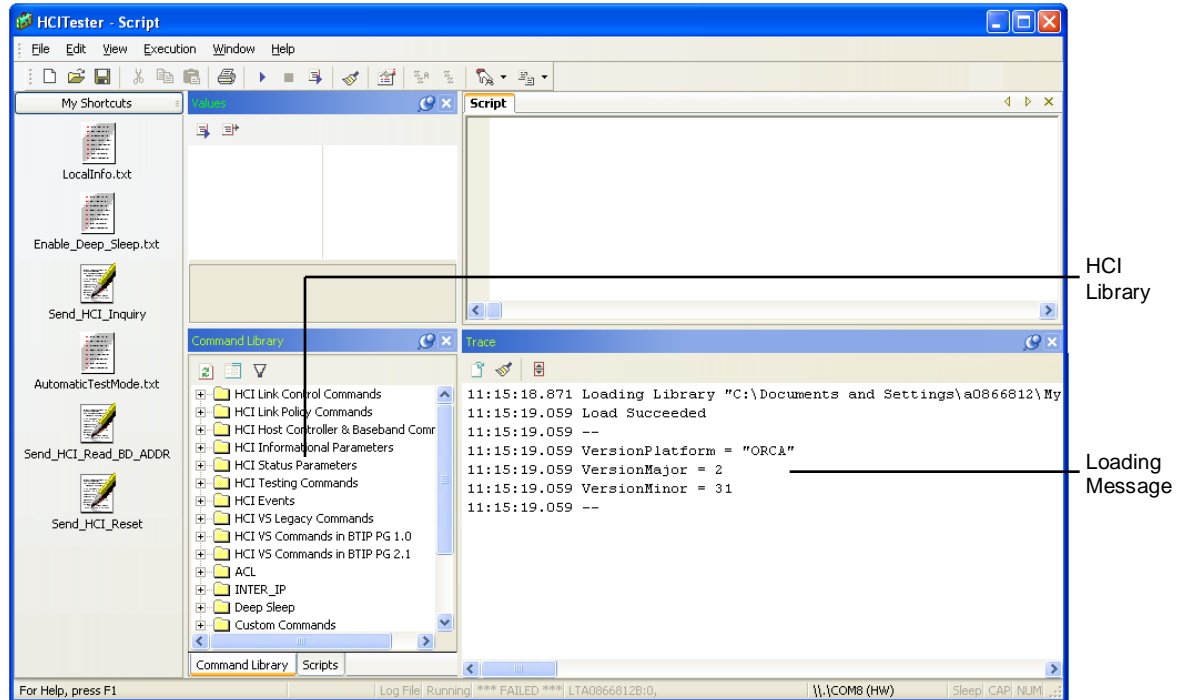 HCITester - Script
File Edit View Execution Window Help
My Shortcuts
LocalInfo.txt
Enable_Deep_Sleep.txt
Send_HCI_Inquiry
AutomaticTestMode.txt
Send_HCI_Read_BD_ADDR
Send_HCI_Reset
Values
Script
Command Library
HCI Link Control Commands
HCI Link Policy Commands
HCI Host Controller & Baseband Comr
HCI Informational Parameters
HCI Status Parameters
HCI Testing Commands
HCI Events
HCI VS Legacy Commands
HCI VS Commands in BTIP PG 1.0
HCI VS Commands in BTIP PG 2.1
ACL
INTER_IP
Deep Sleep
Custom Commands
Command Library Scripts
Trace
11:15:18.871 Loading Library "C:\Documents and Settings\a0866812\My
11:15:19.059 Load Succeeded
11:15:19.059 --
11:15:19.059 VersionPlatform = "ORCA"
11:15:19.059 VersionMajor = 2
11:15:19.059 VersionMinor = 31
11:15:19.059 --
HCI
Library
Loading
Message
For Help, press F1 Log File Running *** FAILED *** LTA0866812B:0, \\.\COM8 (HW) Sleep CAP NUM